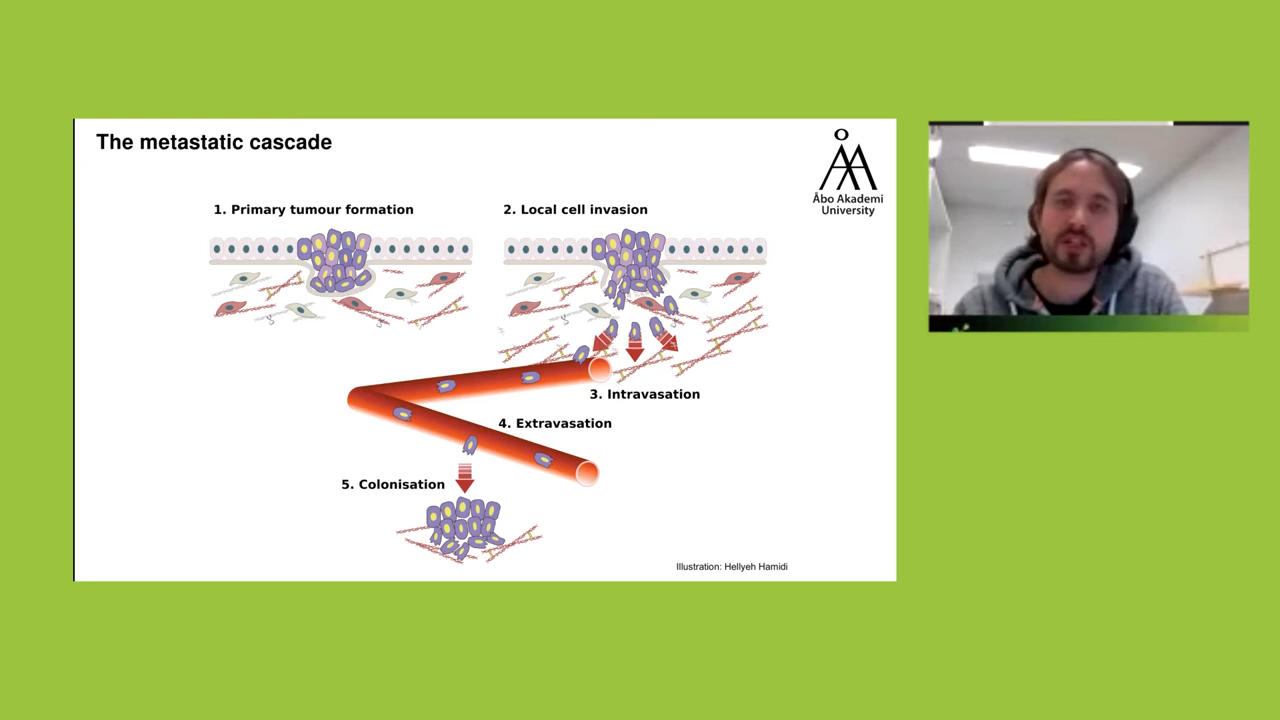 The metastatic cascade
Åbo Akademi
University
1. Primary tumour formation
2. Local cell invasion
3. Intravasation
4. Extravasation
5. Colonisation
Illustration: Hellyeh Hamidi